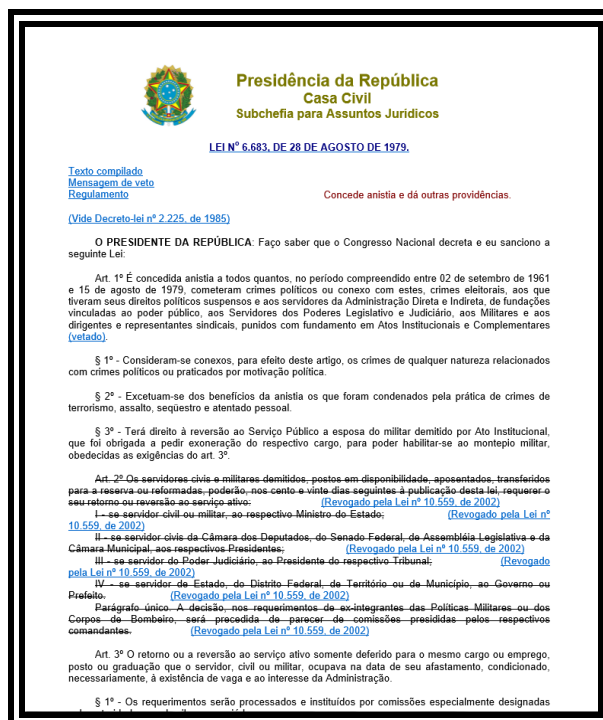 Presidência da República
Casa Civil
Subchefia para Assuntos Jurídicos
LEI Nº 6.683, DE 28 DE AGOSTO DE 1979.
Texto compilado
Mensagem de veto
Regulamento
Concede anistia e dá outras providências.
(Vide Decreto-lei nº 2.225, de 1985)
O PRESIDENTE DA REPÚBLICA: Faço saber que o Congresso Nacional decreta e eu sanciono a
seguinte Lei:
Art. 1º É concedida anistia a todos quantos, no período compreendido entre 02 de setembro de 1961
e 15 de agosto de 1979, cometeram crimes políticos ou conexo com estes, crimes eleitorais, aos que
tiveram seus direitos políticos suspensos e aos servidores da Administração Direta e Indireta, de fundações
vinculadas ao poder público, aos Servidores dos Poderes Legislativo e Judiciário, aos Militares e aos
dirigentes e representantes sindicais, punidos com fundamento em Atos Institucionais e Complementares
(vetado).
§ 1º - Consideram-se conexos, para efeito deste artigo, os crimes de qualquer natureza relacionados
com crimes políticos ou praticados por motivação política.
§ 2º - Excetuam-se dos benefícios da anistia os que foram condenados pela prática de crimes de
terrorismo, assalto, seqüestro e atentado pessoal.
§ 3º - Terá direito à reversão ao Serviço Público a esposa do militar demitido por Ato Institucional,
que foi obrigada a pedir exoneração do respectivo cargo, para poder habilitar-se ao montepio militar,
obedecidas as exigências do art. 3º.
Art. 2º Os servidores civis e militares demitidos, postos em disponibilidade, aposentados, transferidos
para a reserva ou reformadas, poderão, nos cento e vinte dias seguintes à publicação desta lei, requerer o
seu retorno ou reversão ao serviço ativo: (Revogado pela Lei nº 10.559, de 2002)
I - se servidor civil ou militar, ao respectivo Ministro do Estado; (Revogado pela Lei nº
10.559, de 2002)
II - se servidor civis da Câmara dos Deputados, do Senado Federal, de Assembléia Legislativa e da
Câmara Municipal, aos respectivos Presidentes; (Revogado pela Lei nº 10.559, de 2002)
III - se servidor do Poder Judiciário, ao Presidente do respectivo Tribunal; (Revogado
pela Lei nº 10.559, de 2002)
IV - se servidor de Estado, do Distrito Federal, de Território ou de Município, ao Governo ou
Prefeito. (Revogado pela Lei nº 10.559, de 2002)
Parágrafo único. A decisão, nos requerimentos de ex-integrantes das Políticas Militares ou dos
Corpos de Bombeiro, será precedida de parecer de comissões presididas pelos respectivos
comandantes. (Revogado pela Lei nº 10.559, de 2002)
Art. 3º O retorno ou a reversão ao serviço ativo somente deferido para o mesmo cargo ou emprego,
posto ou graduação que o servidor, civil ou militar, ocupava na data de seu afastamento, condicionado,
necessariamente, à existência de vaga e ao interesse da Administração.
§ 1º - Os requerimentos serão processados e instituídos por comissões especialmente designadas